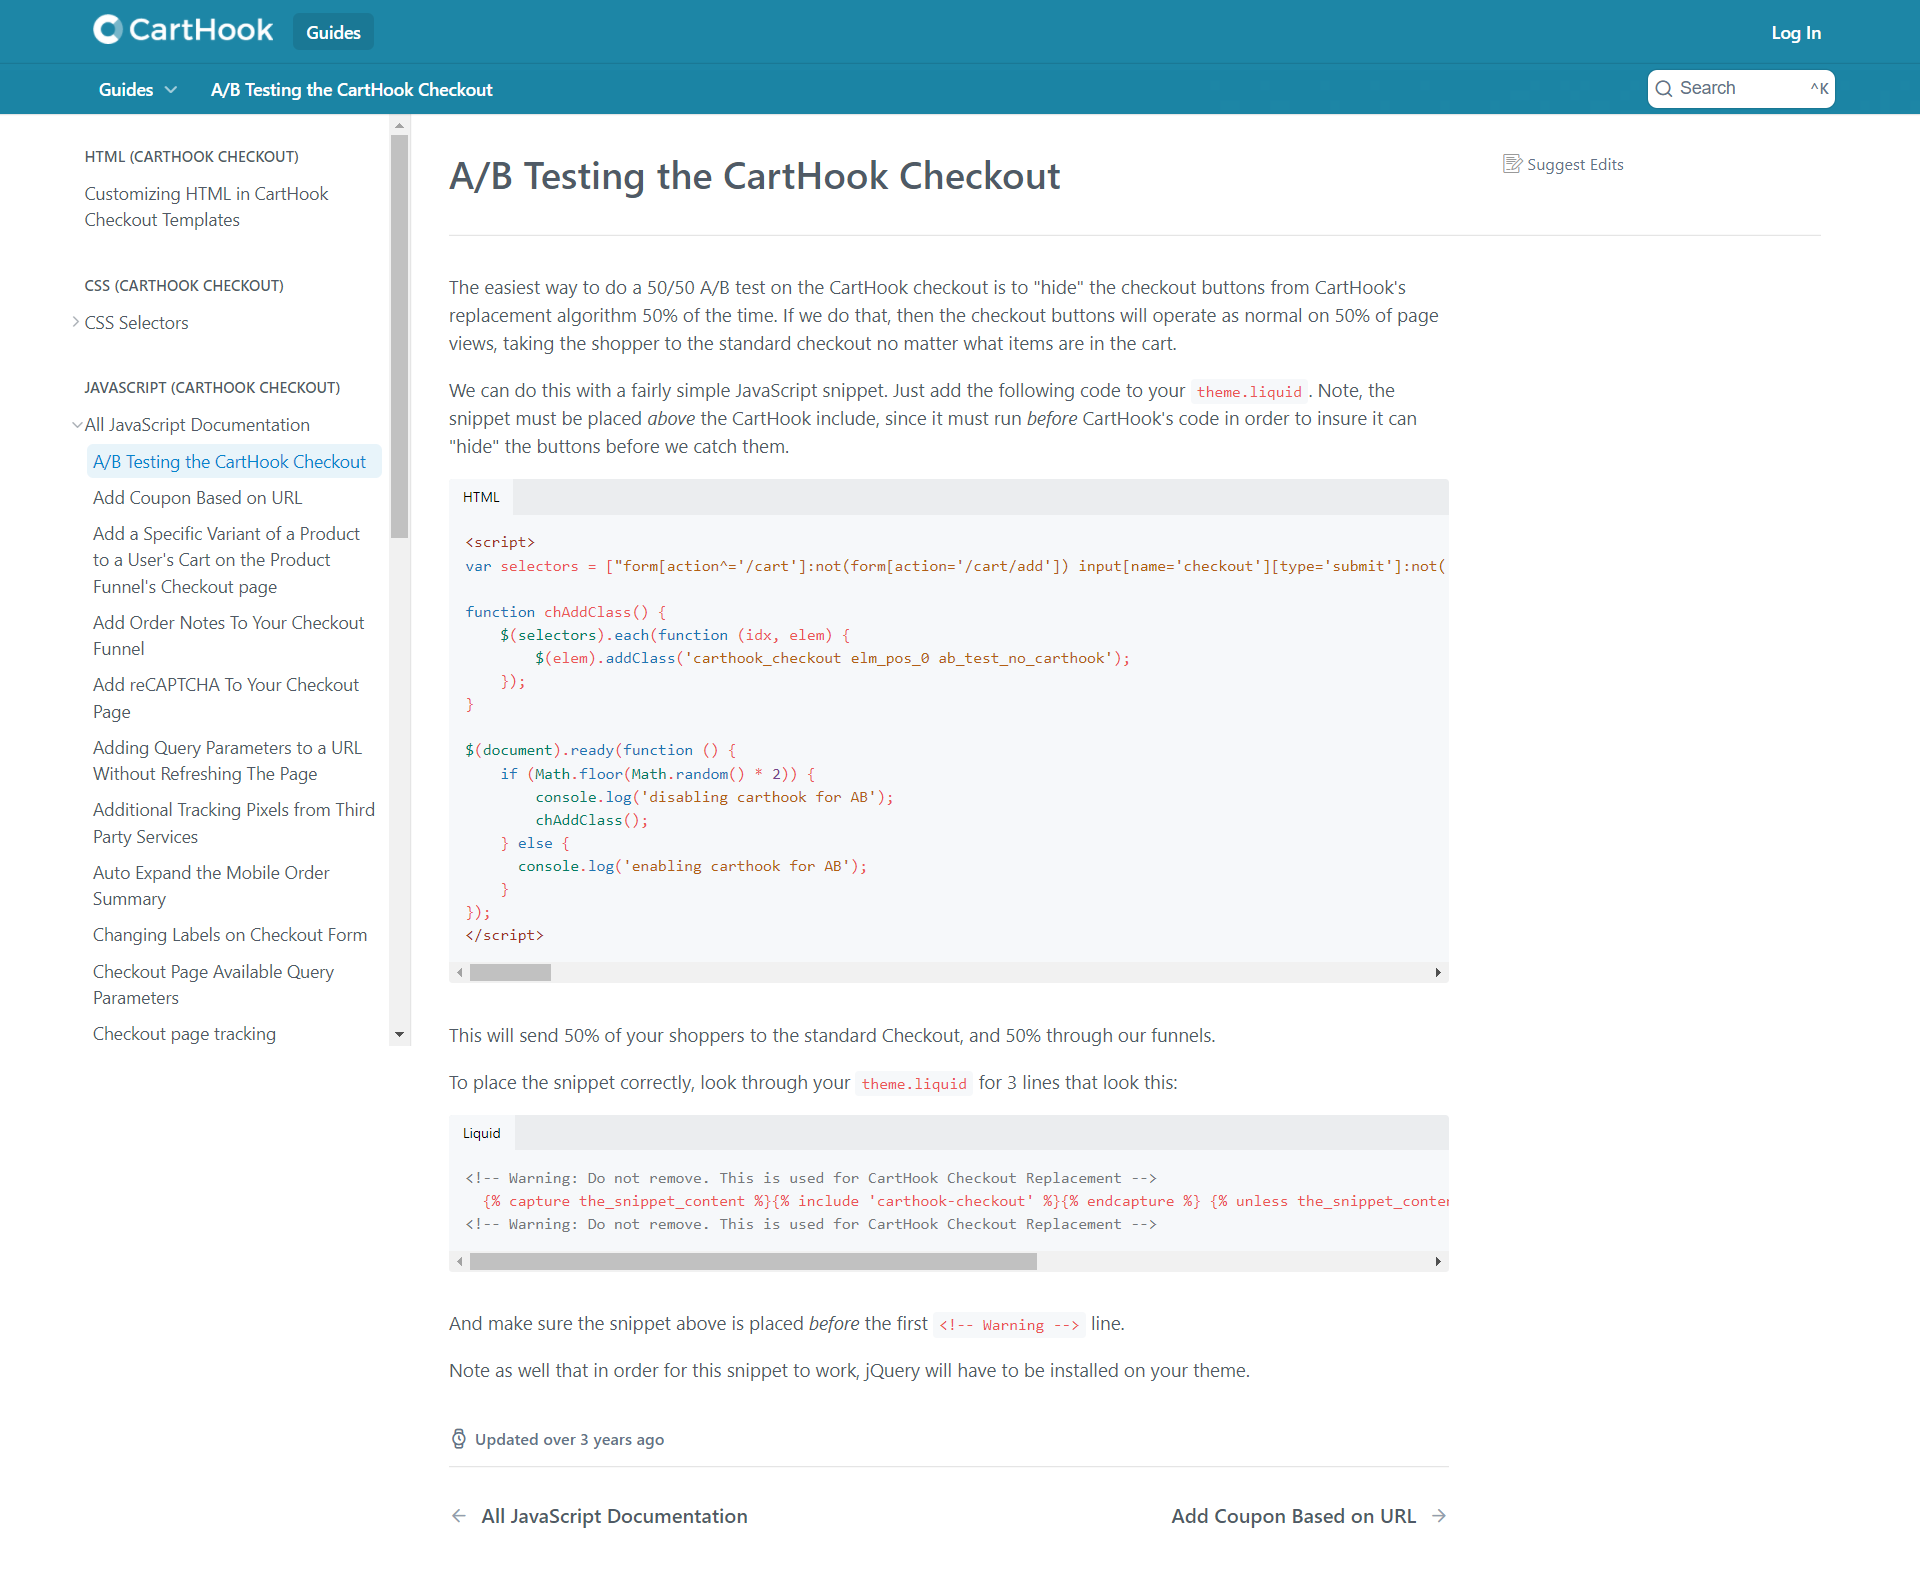 CartHook
Guides
Log In
Guides
A/B Testing the CartHook Checkout
Search
^K
HTML (CARTHOOK CHECKOUT)
Customizing HTML in CartHook
Checkout Templates
CSS (CARTHOOK CHECKOUT)
CSS Selectors
JAVASCRIPT (CARTHOOK CHECKOUT)
All JavaScript Documentation
A/B Testing the CartHook Checkout
Add Coupon Based on URL
Add a Specific Variant of a Product
to a User's Cart on the Product
Funnel's Checkout page
Add Order Notes To Your Checkout
Funnel
Add reCAPTCHA To Your Checkout
Page
Adding Query Parameters to a URL
Without Refreshing The Page
Additional Tracking Pixels from Third
Party Services
Auto Expand the Mobile Order
Summary
Changing Labels on Checkout Form
Checkout Page Available Query
Parameters
Checkout page tracking
A/B Testing the CartHook Checkout
Suggest Edits
The easiest way to do a 50/50 A/B test on the CartHook checkout is to "hide" the checkout buttons from CartHook's
replacement algorithm 50% of the time. If we do that, then the checkout buttons will operate as normal on 50% of page
views, taking the shopper to the standard checkout no matter what items are in the cart.
We can do this with a fairly simple JavaScript snippet. Just add the following code to your theme.liquid. Note, the
snippet must be placed above the CartHook include, since it must run before CartHook's code in order to insure it can
"hide" the buttons before we catch them.
HTML
<script>
var selectors = ["form[action^='/cart']:not(form[action='/cart/add']) input[name='checkout'][type='submit']:not(
function chAddClass() {
    $(selectors).each(function (idx, elem) {
        $(elem).addClass('carthook_checkout elm_pos_0 ab_test_no_carthook');
    });
}
$(document).ready(function () {
    if (Math.floor(Math.random() * 2)) {
        console.log('disabling carthook for AB');
        chAddClass();
    } else {
      console.log('enabling carthook for AB');
    }
});
</script>
This will send 50% of your shoppers to the standard Checkout, and 50% through our funnels.
To place the snippet correctly, look through your theme.liquid for 3 lines that look this:
Liquid
<!-- Warning: Do not remove. This is used for CartHook Checkout Replacement -->
  {% capture the_snippet_content %}{% include 'carthook-checkout' %}{% endcapture %} {% unless the_snippet_conten
<!-- Warning: Do not remove. This is used for CartHook Checkout Replacement -->
And make sure the snippet above is placed before the first <!-- Warning --> line.
Note as well that in order for this snippet to work, jQuery will have to be installed on your theme.
Updated over 3 years ago
← All JavaScript Documentation
Add Coupon Based on URL →